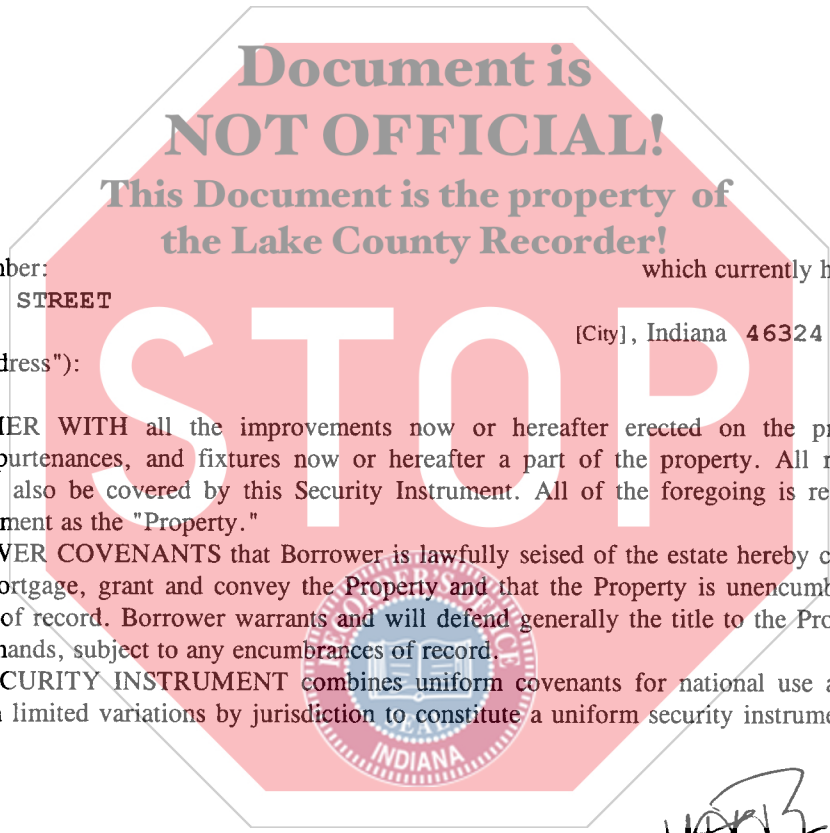 Document is
NOT OFFICIAL!
This Document is the property of
the Lake County Recorder!
nber: which currently h
STREET
[City], Indiana 46324
dress"):
STOP
ER WITH all the improvements now or hereafter erected on the pr
purtenances, and fixtures now or hereafter a part of the property. All r
also be covered by this Security Instrument. All of the foregoing is re
ment as the "Property."
WER COVENANTS that Borrower is lawfully seised of the estate hereby c
ortgage, grant and convey the Property and that the Property is unencumb
of record. Borrower warrants and will defend generally the title to the Pro
nands, subject to any encumbrances of record.
CURITY INSTRUMENT combines uniform covenants for national use a
limited variations by jurisdiction to constitute a uniform security instrume
RECORDER'S OFFICE
SEAL
INDIANA